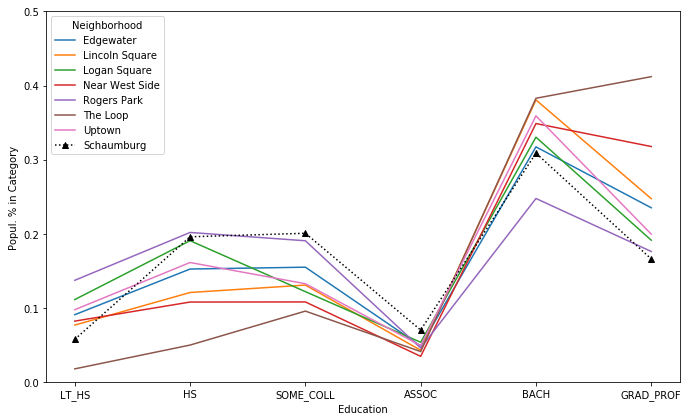 0.5
0.4
0.3
0.2
0.1
0.0
Popul. % in Category
Neighborhood
Edgewater
Lincoln Square
Logan Square
Near West Side
Rogers Park
The Loop
Uptown
Schaumburg
LT_HS HS SOME_COLL ASSOC BACH GRAD_PROF
Education